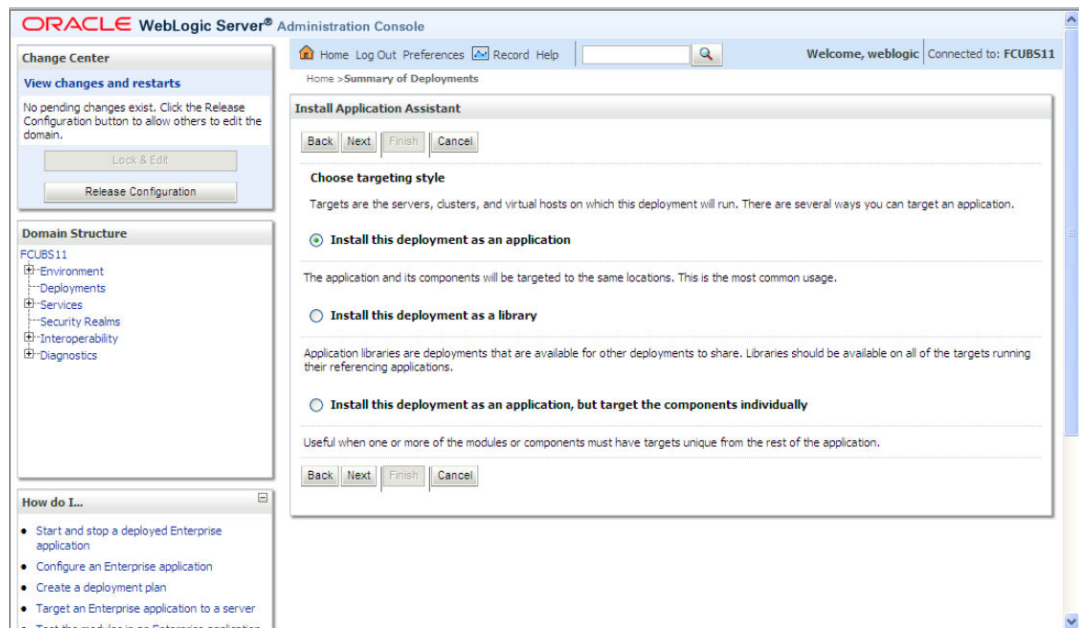 ORACLE WebLogic Server® Administration Console
Change Center
View changes and restarts
No pending changes exist. Click the Release
Configuration button to allow others to edit the
domain.
Lock & Edit
Release Configuration
Domain Structure
FCUBS11
Environment
Deployments
Services
Security Realms
Interoperability
Diagnostics
How do I...
Start and stop a deployed Enterprise
application
Configure an Enterprise application
Create a deployment plan
Target an Enterprise application to a server
Test the modules in an Enterprise application
Home Log Out Preferences Record Help
Welcome, weblogic Connected to: FCUBS11
Home >Summary of Deployments
Install Application Assistant
Back Next Finish Cancel
Choose targeting style
Targets are the servers, clusters, and virtual hosts on which this deployment will run. There are several ways you can target an application.
Install this deployment as an application
The application and its components will be targeted to the same locations. This is the most common usage.
Install this deployment as a library
Application libraries are deployments that are available for other deployments to share. Libraries should be available on all of the targets running
their referencing applications.
Install this deployment as an application, but target the components individually
Useful when one or more of the modules or components must have targets unique from the rest of the application.
Back Next Finish Cancel